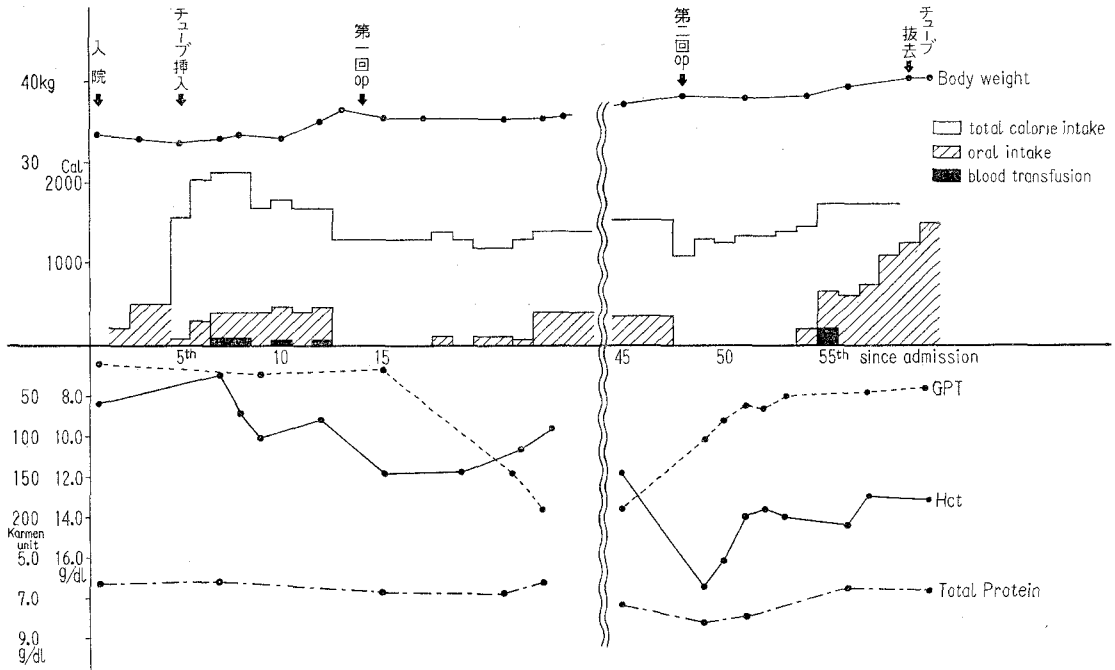 入院
チューブ挿入
第一回op
第二回op
チューブ抜去
40kg
Body weight
30
Cal
2000
1000
total calorie intake
oral intake
blood transfusion
5th
10
15
45
50
55th since admission
50
8.0
GPT
100
10.0
150
12.0
200
14.0
Hct
Karmen unit
5.0
16.0
g/dl
7.0
Total Protein
9.0
g/dl